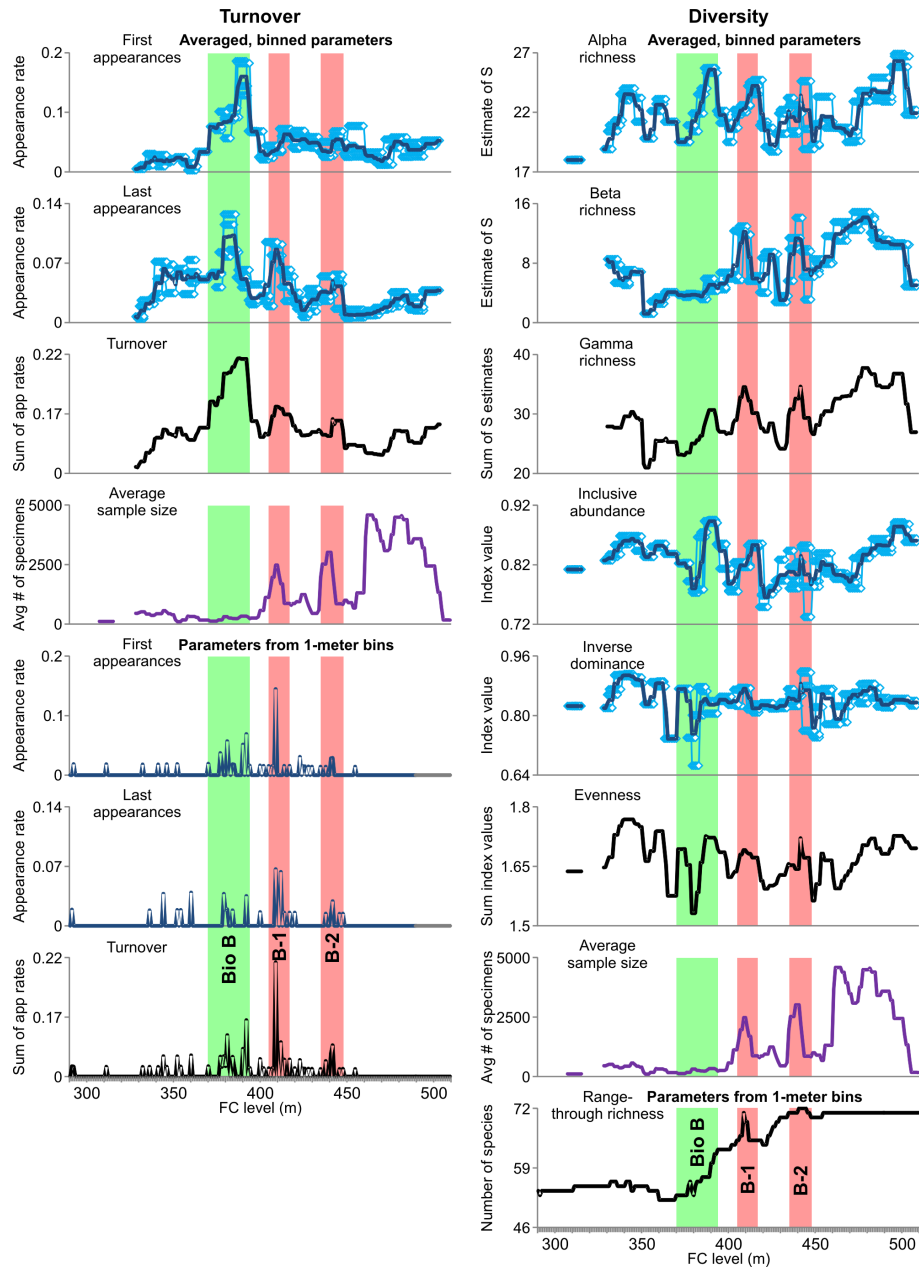 Turnover
First
appearances
Averaged, binned parameters
Appearance rate
0.2
0.1
0
Last
appearances
Appearance rate
0.14
0.07
0
Turnover
Sum of app rates
0.22
0.17
0
Average
sample size
Avg # of specimens
5000
2500
0
First
appearances
Parameters from 1-meter bins
Appearance rate
0.2
0.1
0
Last
appearances
Appearance rate
0.14
0.07
0
Turnover
Sum of app rates
0.22
0.17
0
Bio B
B-1
B-2
300 350 400 450 500
FC level (m)
Diversity
Alpha
richness
Averaged, binned parameters
Estimate of S
27
22
17
Beta
richness
Estimate of S
16
8
0
Gamma
richness
Sum of S estimates
40
30
20
Inclusive
abundance
Index value
0.92
0.82
0.72
Inverse
dominance
Index value
0.96
0.80
0.64
Evenness
Sum index values
1.8
1.65
1.5
Average
sample size
Avg # of specimens
5000
2500
0
Range-
through richness
Parameters from 1-meter bins
Number of species
72
59
46
Bio B
B-1
B-2
290 300 350 400 450 500
FC level (m)